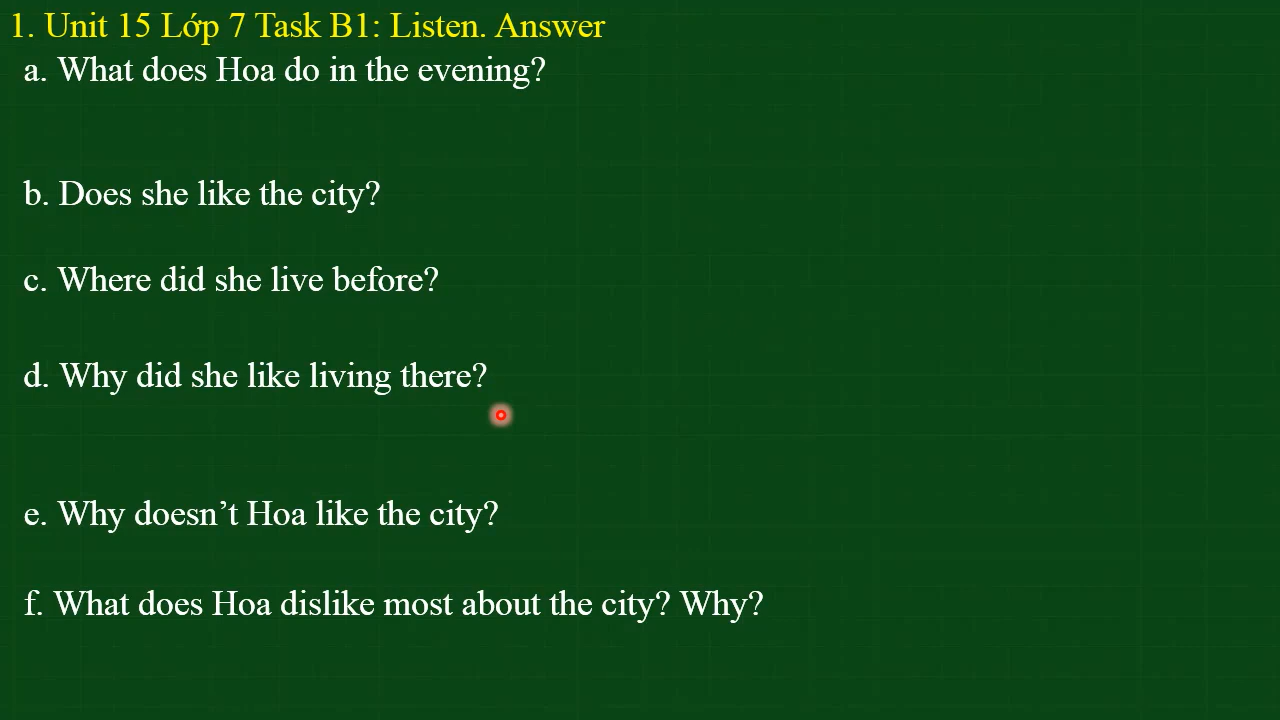 1. Unit 15 Lớp 7 Task B1: Listen. Answer
a. What does Hoa do in the evening?
b. Does she like the city?
c. Where did she live before?
d. Why did she like living there?
e. Why doesn’t Hoa like the city?
f. What does Hoa dislike most about the city? Why?